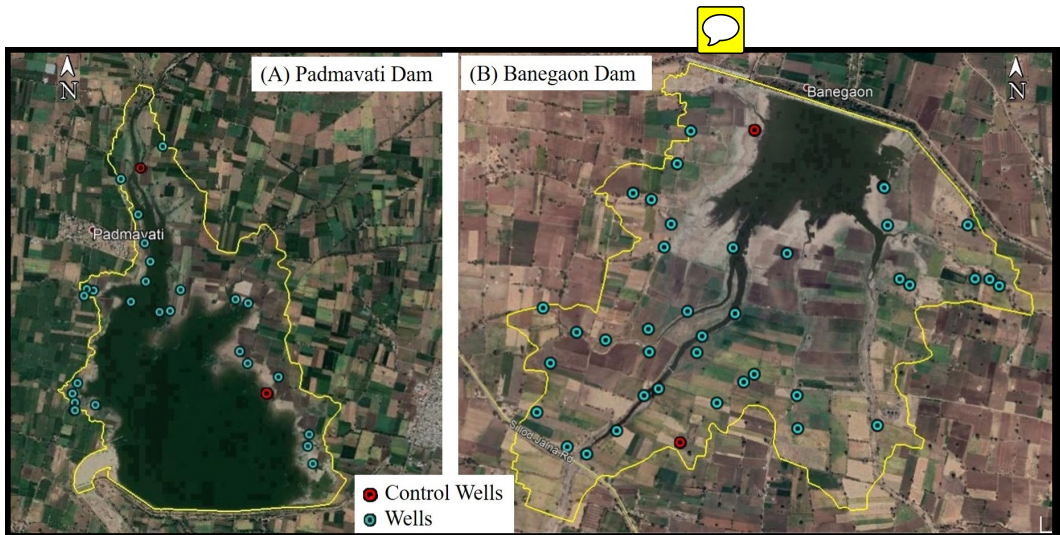 (A) Padmavati Dam
(B) Banegaon Dam
N
N
Banegaon
Padmavati
Sillod-Jalna Rd
Control Wells
Wells